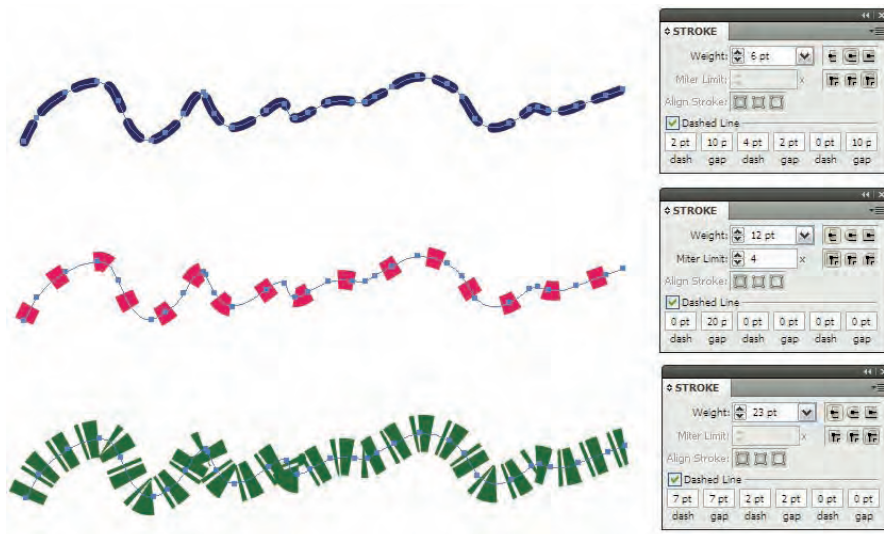 STROKE
Weight: 6 pt
Miter Limit: x
Align Stroke:
Dashed Line
2 pt 10 p 4 pt 2 pt 0 pt 10 p
dash gap dash gap dash gap
STROKE
Weight: 12 pt
Miter Limit: 4 x
Align Stroke:
Dashed Line
0 pt 20 p 0 pt 0 pt 0 pt 0 pt
dash gap dash gap dash gap
STROKE
Weight: 23 pt
Miter Limit: x
Align Stroke:
Dashed Line
7 pt 7 pt 2 pt 2 pt 0 pt 0 pt
dash gap dash gap dash gap